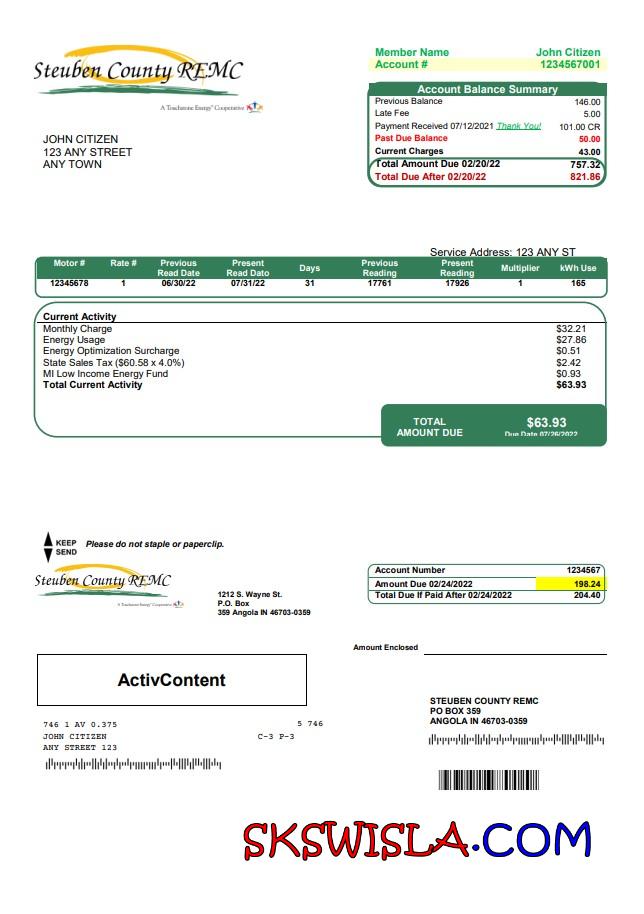 Steuben County REMC
A Touchstone Energy® Cooperative
Member Name John Citizen
Account # 1234567001
Account Balance Summary
Previous Balance 146.00
Late Fee 5.00
Payment Received 07/12/2021 Thank You! 101.00 CR
Past Due Balance 50.00
Current Charges 43.00
Total Amount Due 02/20/22 757.32
Total Due After 02/20/22 821.86
JOHN CITIZEN
123 ANY STREET
ANY TOWN
Service Address: 123 ANY ST
Motor # Rate # Previous Read Date Present Read Dato Days Previous Reading Present Reading Multiplier kWh Use
12345678 1 06/30/22 07/31/22 31 17761 17926 1 165
Current Activity
Monthly Charge $32.21
Energy Usage $27.86
Energy Optimization Surcharge $0.51
State Sales Tax ($60.58 x 4.0%) $2.42
MI Low Income Energy Fund $0.93
Total Current Activity $63.93
TOTAL AMOUNT DUE $63.93
Due Date 07/26/2022
KEEP
SEND
Please do not staple or paperclip.
Steuben County REMC
A Touchstone Energy® Cooperative
1212 S. Wayne St.
P.O. Box
359 Angola IN 46703-0359
Account Number 1234567
Amount Due 02/24/2022 198.24
Total Due If Paid After 02/24/2022 204.40
Amount Enclosed
ActivContent
746 1 AV 0.375 5 746
JOHN CITIZEN C-3 P-3
ANY STREET 123
STEUBEN COUNTY REMC
PO BOX 359
ANGOLA IN 46703-0359
SKSWISLA.COM